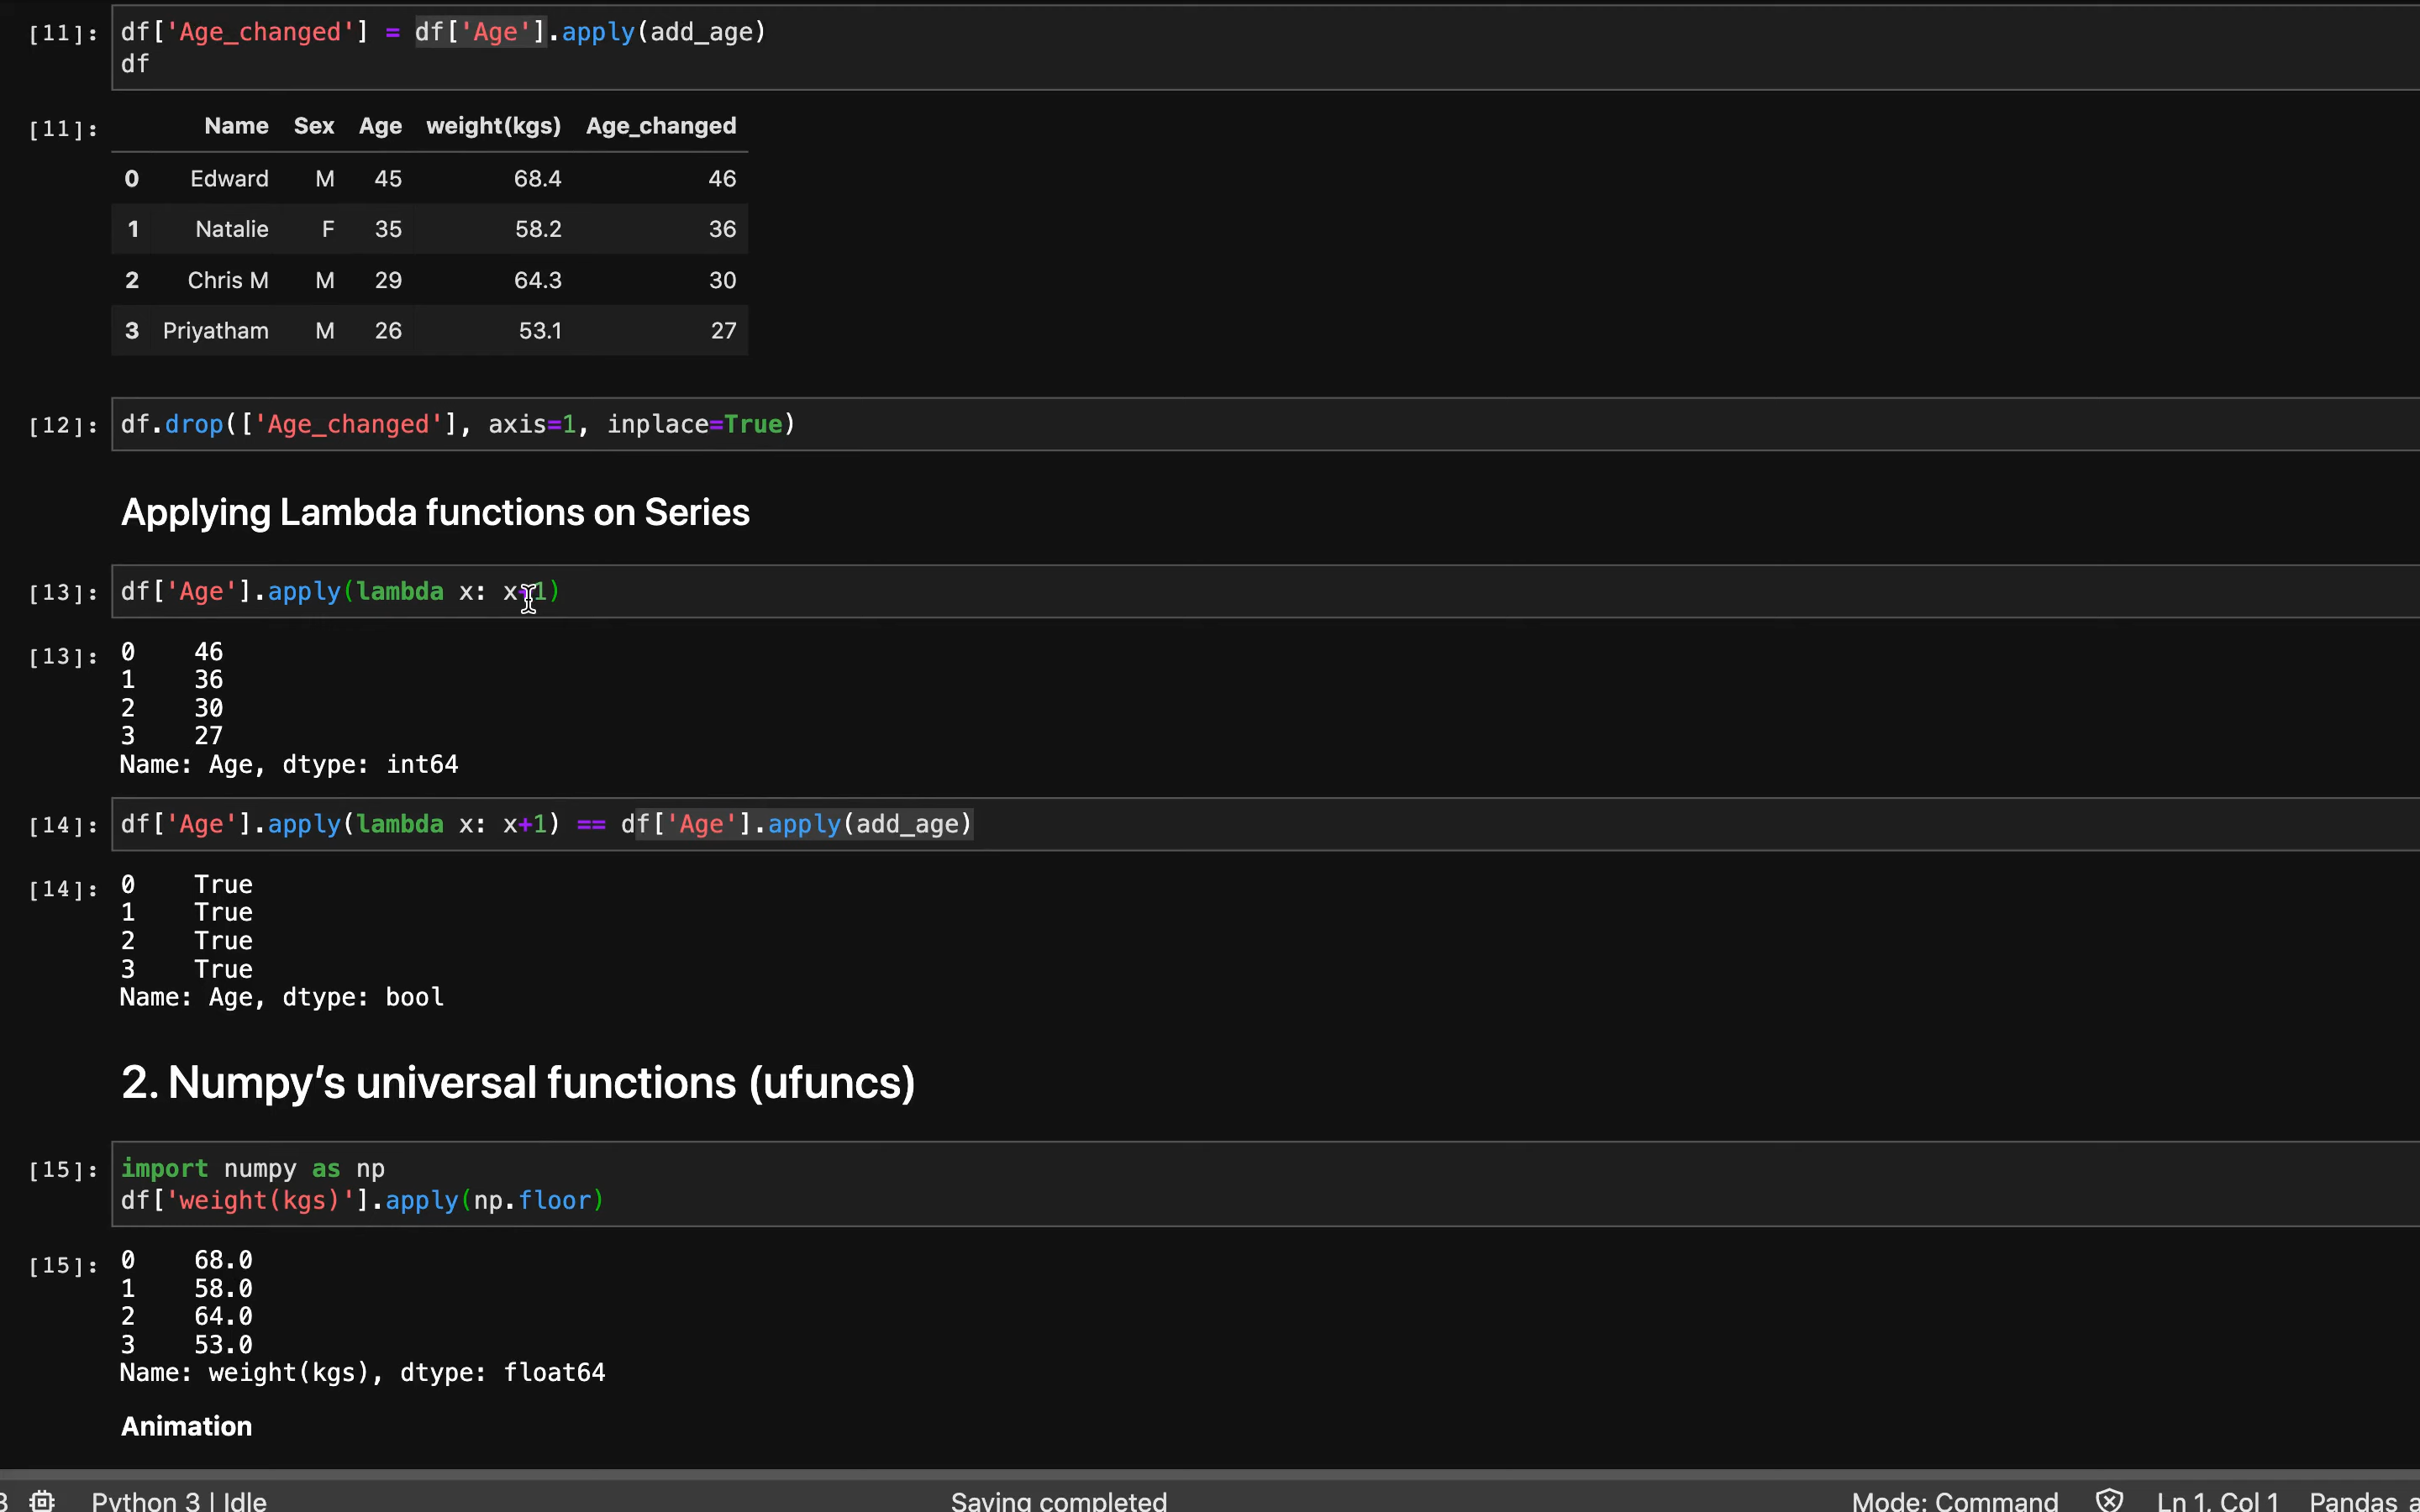 [11]: df['Age_changed'] = df['Age'].apply(add_age)
df
[11]: Name Sex Age weight(kgs) Age_changed
0 Edward M 45 68.4 46
1 Natalie F 35 58.2 36
2 Chris M M 29 64.3 30
3 Priyatham M 26 53.1 27
[12]: df.drop(['Age_changed'], axis=1, inplace=True)
Applying Lambda functions on Series
[13]: df['Age'].apply(lambda x: x+1)
[13]: 0 46
1 36
2 30
3 27
Name: Age, dtype: int64
[14]: df['Age'].apply(lambda x: x+1) == df['Age'].apply(add_age)
[14]: 0 True
1 True
2 True
3 True
Name: Age, dtype: bool
2. Numpy’s universal functions (ufuncs)
[15]: import numpy as np
df['weight(kgs)'].apply(np.floor)
[15]: 0 68.0
1 58.0
2 64.0
3 53.0
Name: weight(kgs), dtype: float64
Animation
Python 3 | Idle Saving completed Mode: Command Ln 1, Col 1 Pandas